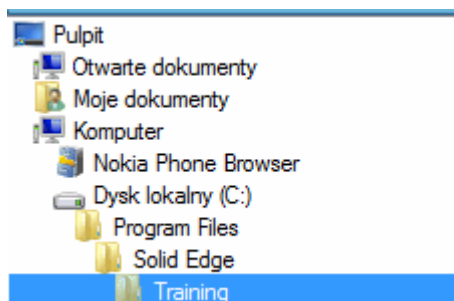 Pulpit
Otwarte dokumenty
Moje dokumenty
Komputer
Nokia Phone Browser
Dysk lokalny (C:)
Program Files
Solid Edge
Training